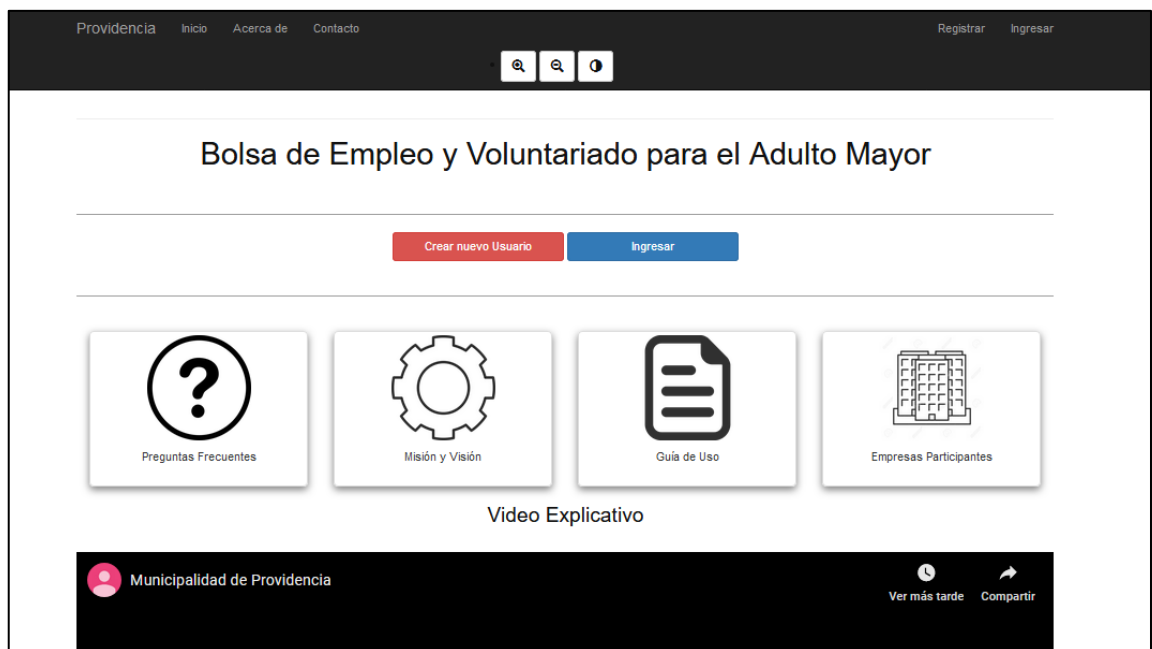 Providencia Inicio Acerca de Contacto Registrar Ingresar
Bolsa de Empleo y Voluntariado para el Adulto Mayor
Crear nuevo Usuario Ingresar
Preguntas Frecuentes Misión y Visión Guía de Uso Empresas Participantes
Video Explicativo
Municipalidad de Providencia
Ver más tarde Compartir